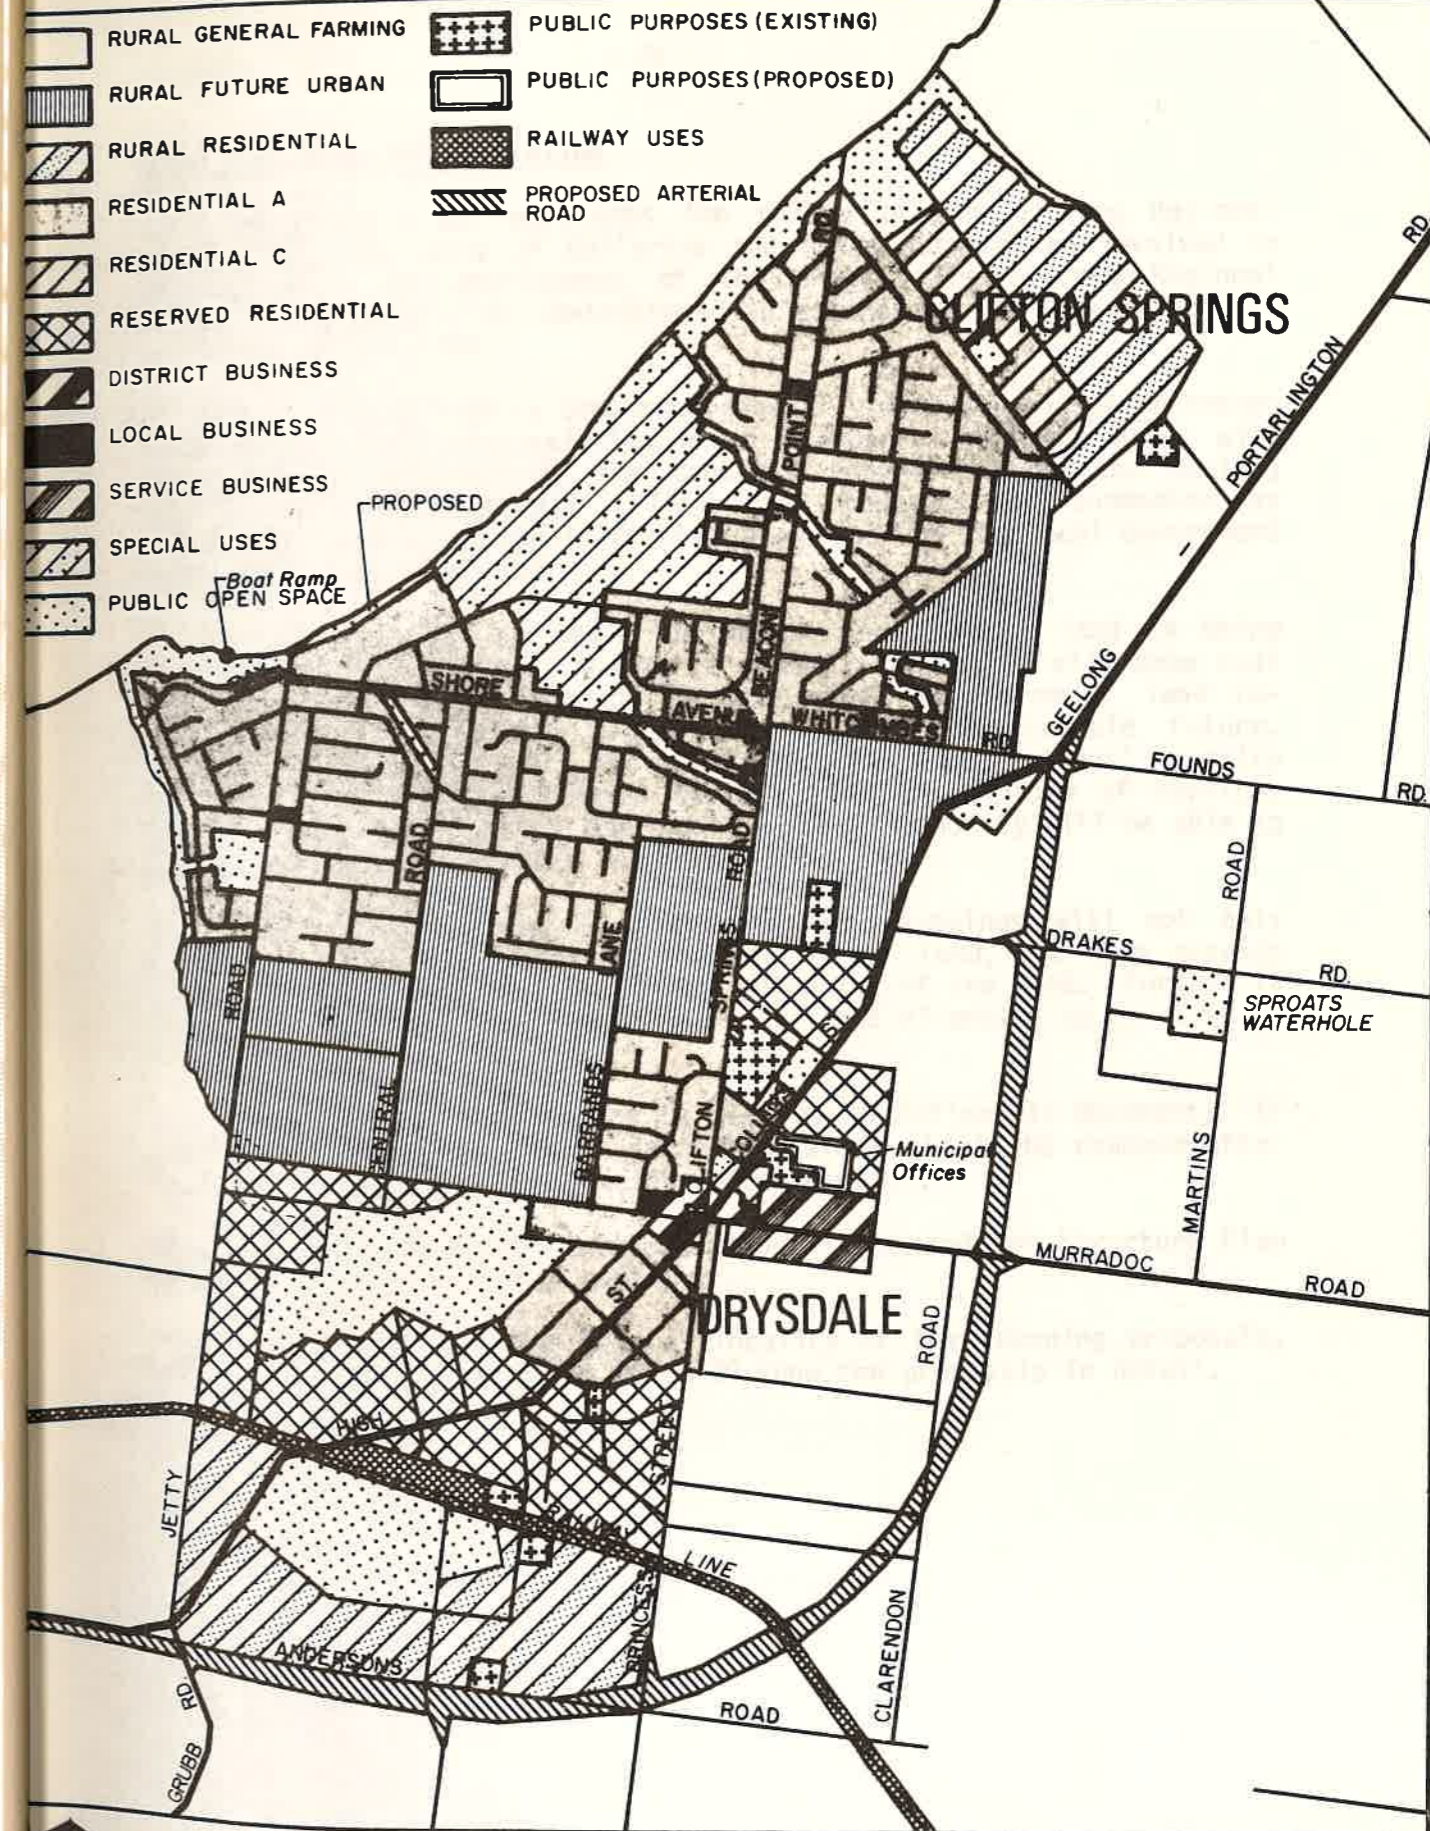 RURAL GENERAL FARMING
RURAL FUTURE URBAN
RURAL RESIDENTIAL
RESIDENTIAL A
RESIDENTIAL C
RESERVED RESIDENTIAL
DISTRICT BUSINESS
LOCAL BUSINESS
SERVICE BUSINESS
SPECIAL USES
PUBLIC OPEN SPACE
PUBLIC PURPOSES (EXISTING)
PUBLIC PURPOSES (PROPOSED)
RAILWAY USES
PROPOSED ARTERIAL
ROAD
PROPOSED
Boat Ramp
CLIFTON SPRINGS
RD.
PORTARLINGTON
GEELONG
POINT
RD.
BEACON
SHORE
AVENUE
WHITCOMBES
RD.
FOUNDS
RD.
ROAD
ROAD
ROAD
LANE
SPRINGS
DRAKES
RD.
SPROATS
WATERHOLE
ROAD
CENTRAL
BARRANDS
CLIFTON
COLLINS
ST.
Municipal
Offices
MARTINS
MURRADOC
ROAD
ST.
DRYSDALE
ROAD
HIGH
STREET
JETTY
RAILWAY
LINE
PRINCESS
CLARENDON
ANDERSONS
ROAD
RD
GRUBB